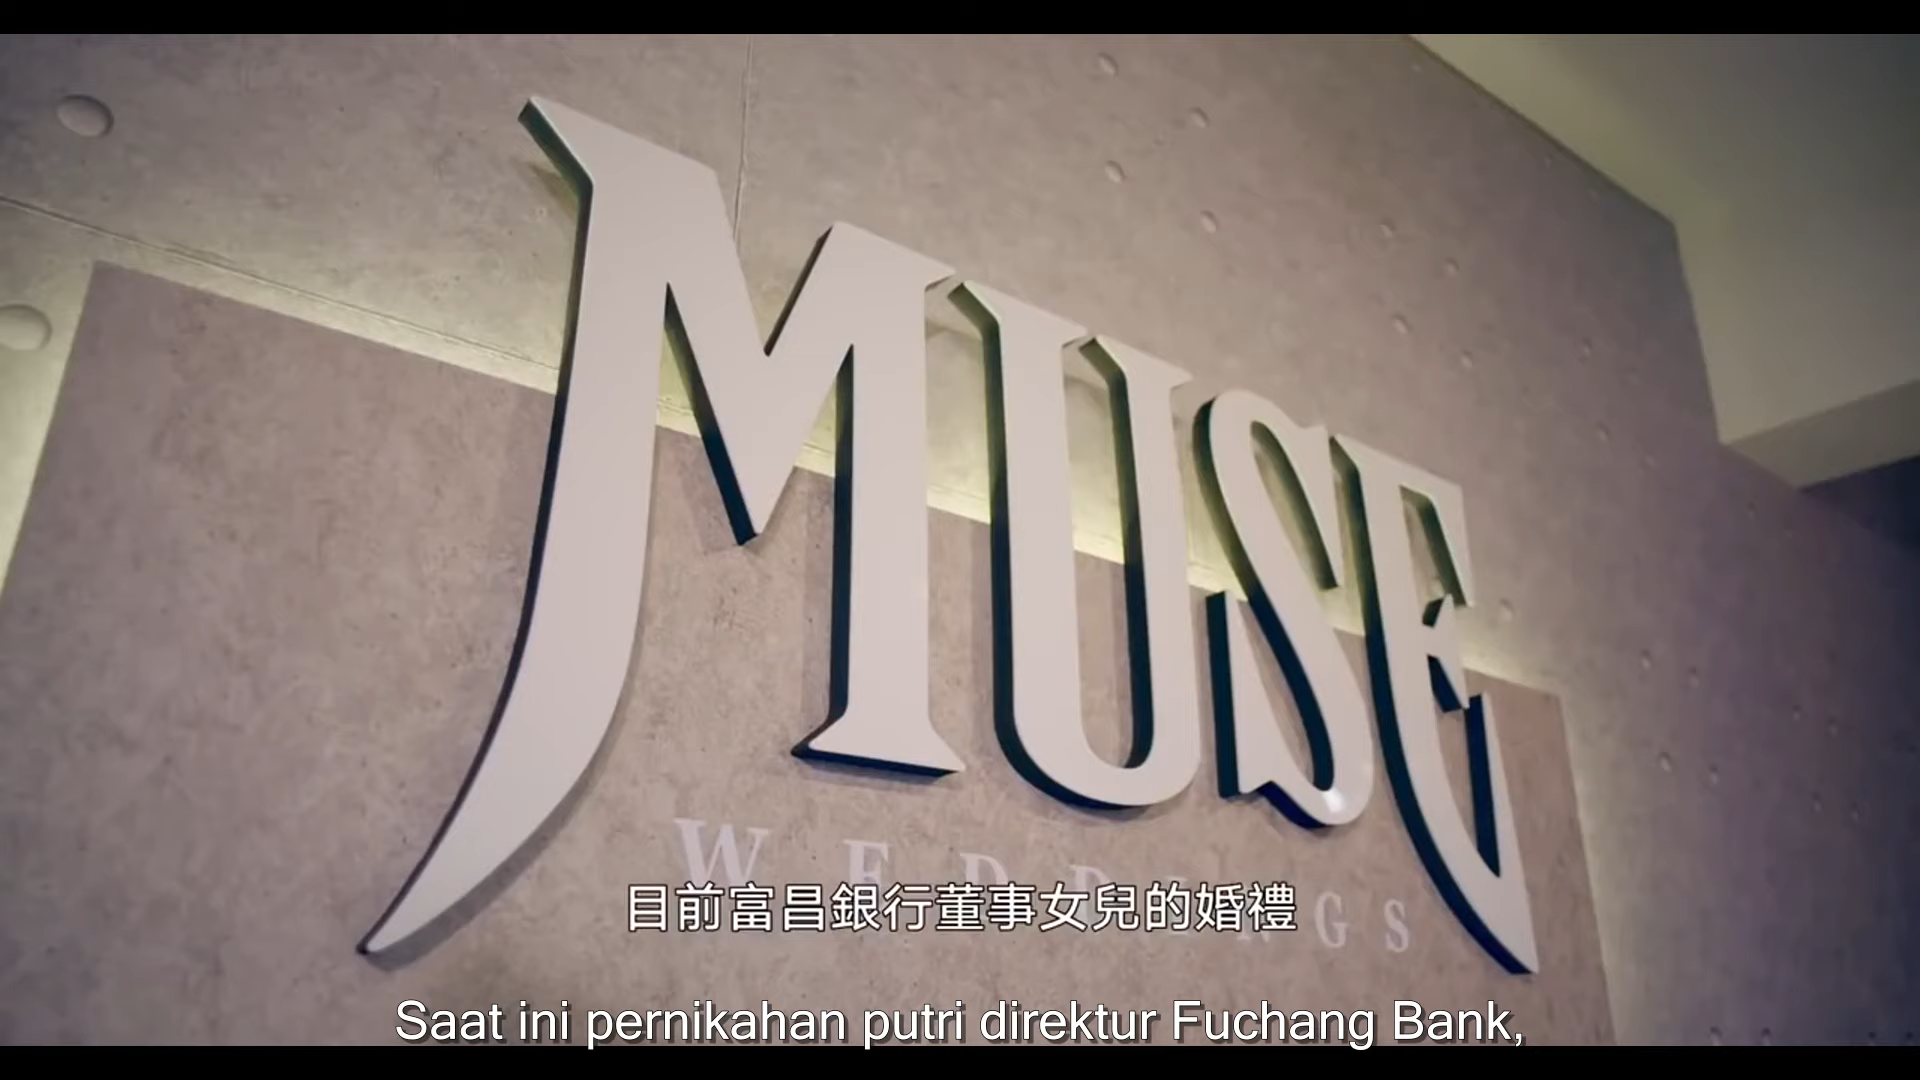 MUSE
WEDDINGS
目前富昌銀行董事女兒的婚禮
Saat ini pernikahan putri direktur Fuchang Bank,